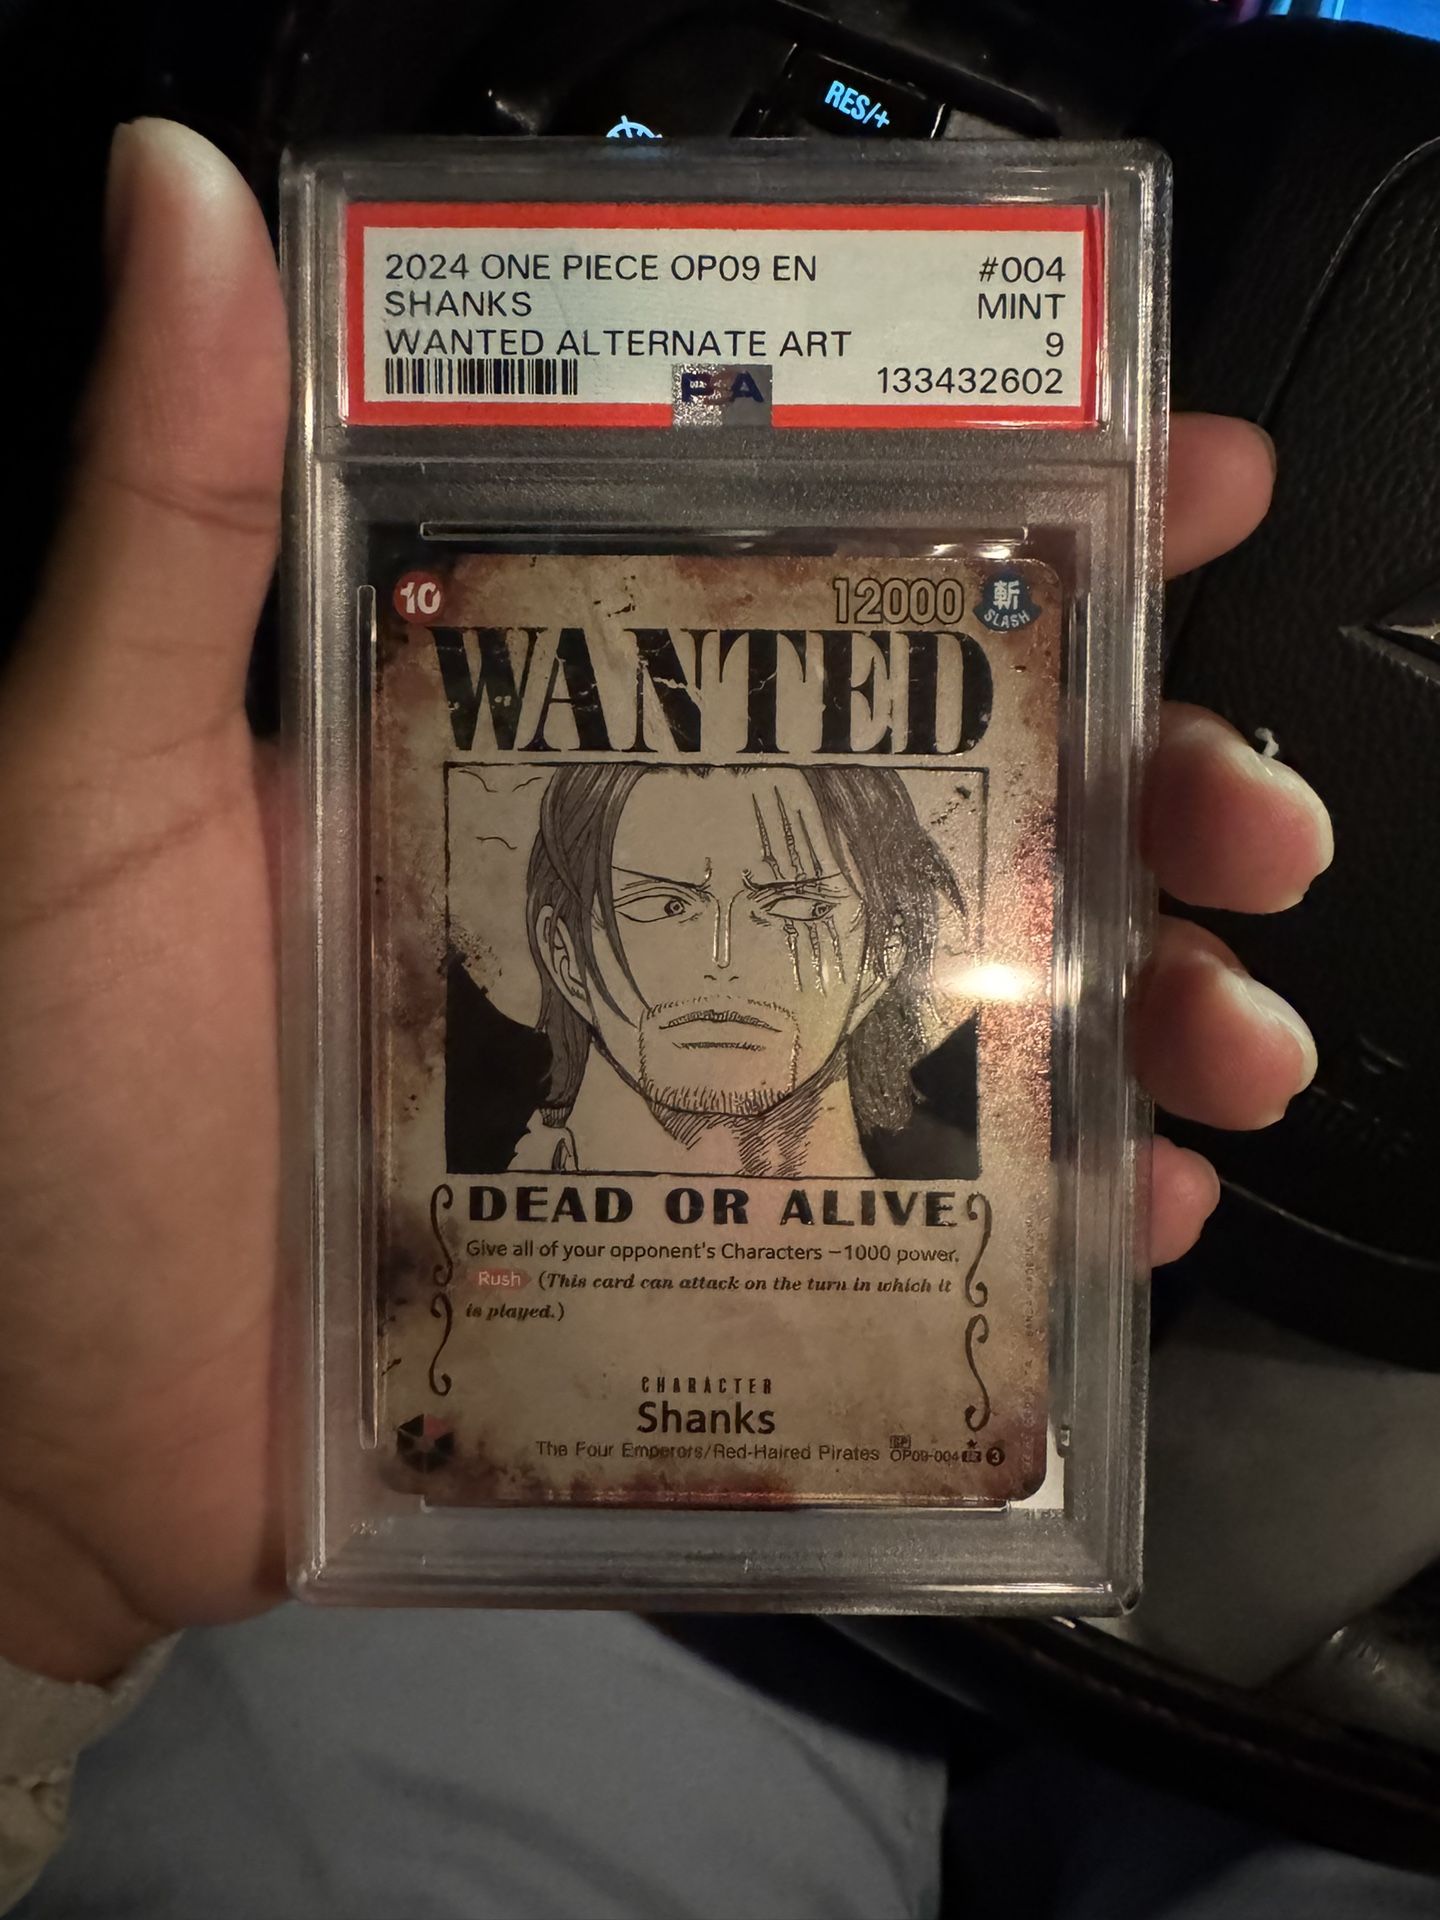 RES/+
2024 ONE PIECE OP09 EN #004
SHANKS MINT
WANTED ALTERNATE ART 9
PSA 133432602
10 12000 斬
SLASH
WANTED
DEAD OR ALIVE
Give all of your opponent's Characters −1000 power.
Rush (This card can attack on the turn in which it
is played.)
CHARACTER
Shanks
SP
The Four Emperors/Red-Haired Pirates OP09-004 3